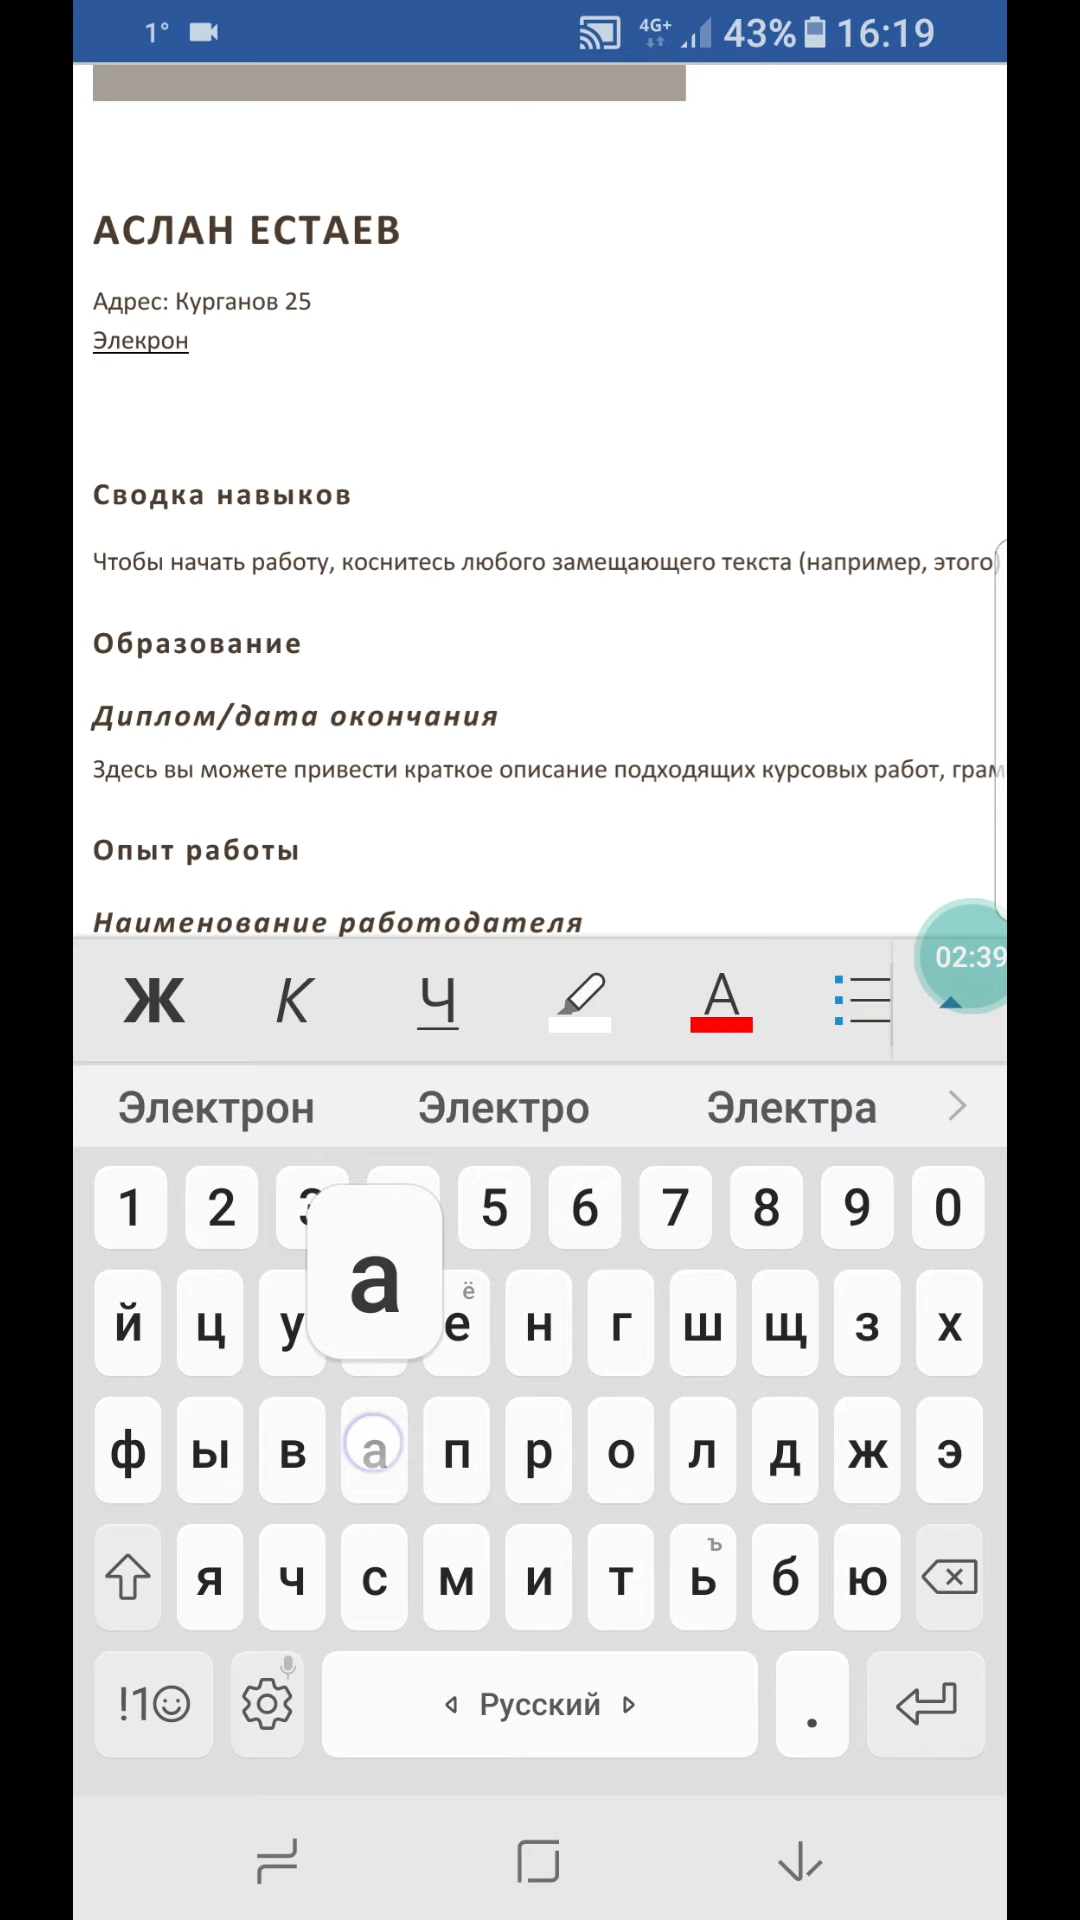 1° 4G+ 43% 16:19
АСЛАН ЕСТАЕВ
Адрес: Курганов 25
Элекрон
Сводка навыков
Чтобы начать работу, коснитесь любого замещающего текста (например, этого)
Образование
Диплом/дата окончания
Здесь вы можете привести краткое описание подходящих курсовых работ, грам
Опыт работы
Наименование работодателя
02:39
Ж К Ч А
Электрон Электро Электра
1 2 3 5 6 7 8 9 0
а
й ц у е ё н г ш щ з х
ф ы в а п р о л д ж э
я ч с м и т ь ъ б ю
!1 Русский .